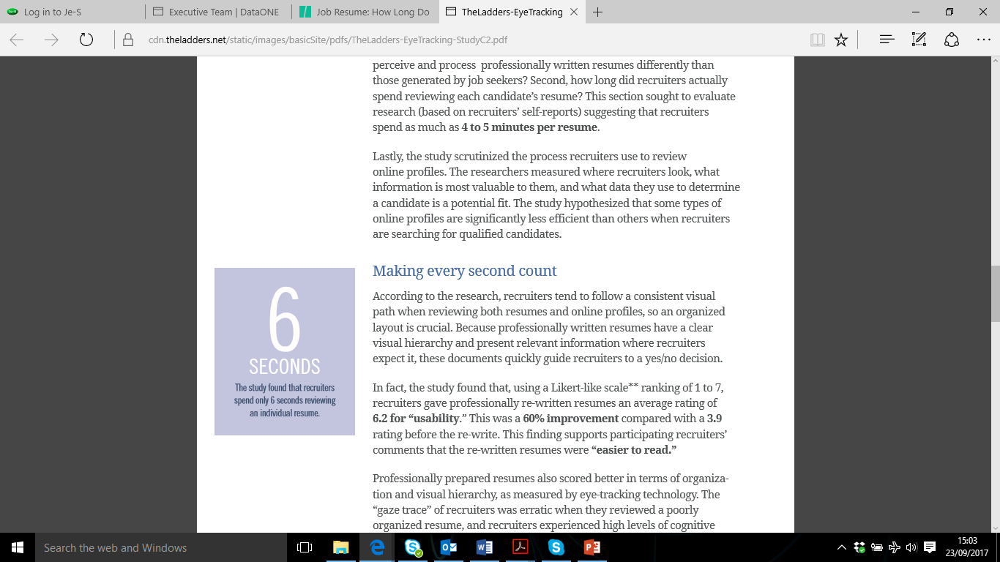 Log in to Je-S
Executive Team | DataONE
Job Resume: How Long Do
TheLadders-EyeTracking
cdn.theladders.net/static/images/basicSite/pdfs/TheLadders-EyeTracking-StudyC2.pdf
perceive and process professionally written resumes differently than
those generated by job seekers? Second, how long did recruiters actually
spend reviewing each candidate’s resume? This section sought to evaluate
research (based on recruiters’ self-reports) suggesting that recruiters
spend as much as 4 to 5 minutes per resume.
Lastly, the study scrutinized the process recruiters use to review
online profiles. The researchers measured where recruiters look, what
information is most valuable to them, and what data they use to determine
a candidate is a potential fit. The study hypothesized that some types of
online profiles are significantly less efficient than others when recruiters
are searching for qualified candidates.
6
SECONDS
The study found that recruiters
spend only 6 seconds reviewing
an individual resume.
Making every second count
According to the research, recruiters tend to follow a consistent visual
path when reviewing both resumes and online profiles, so an organized
layout is crucial. Because professionally written resumes have a clear
visual hierarchy and present relevant information where recruiters
expect it, these documents quickly guide recruiters to a yes/no decision.
In fact, the study found that, using a Likert-like scale** ranking of 1 to 7,
recruiters gave professionally re-written resumes an average rating of
6.2 for “usability.” This was a 60% improvement compared with a 3.9
rating before the re-write. This finding supports participating recruiters’
comments that the re-written resumes were “easier to read.”
Professionally prepared resumes also scored better in terms of organiza-
tion and visual hierarchy, as measured by eye-tracking technology. The
“gaze trace” of recruiters was erratic when they reviewed a poorly
organized resume, and recruiters experienced high levels of cognitive
Search the web and Windows
15:03
23/09/2017